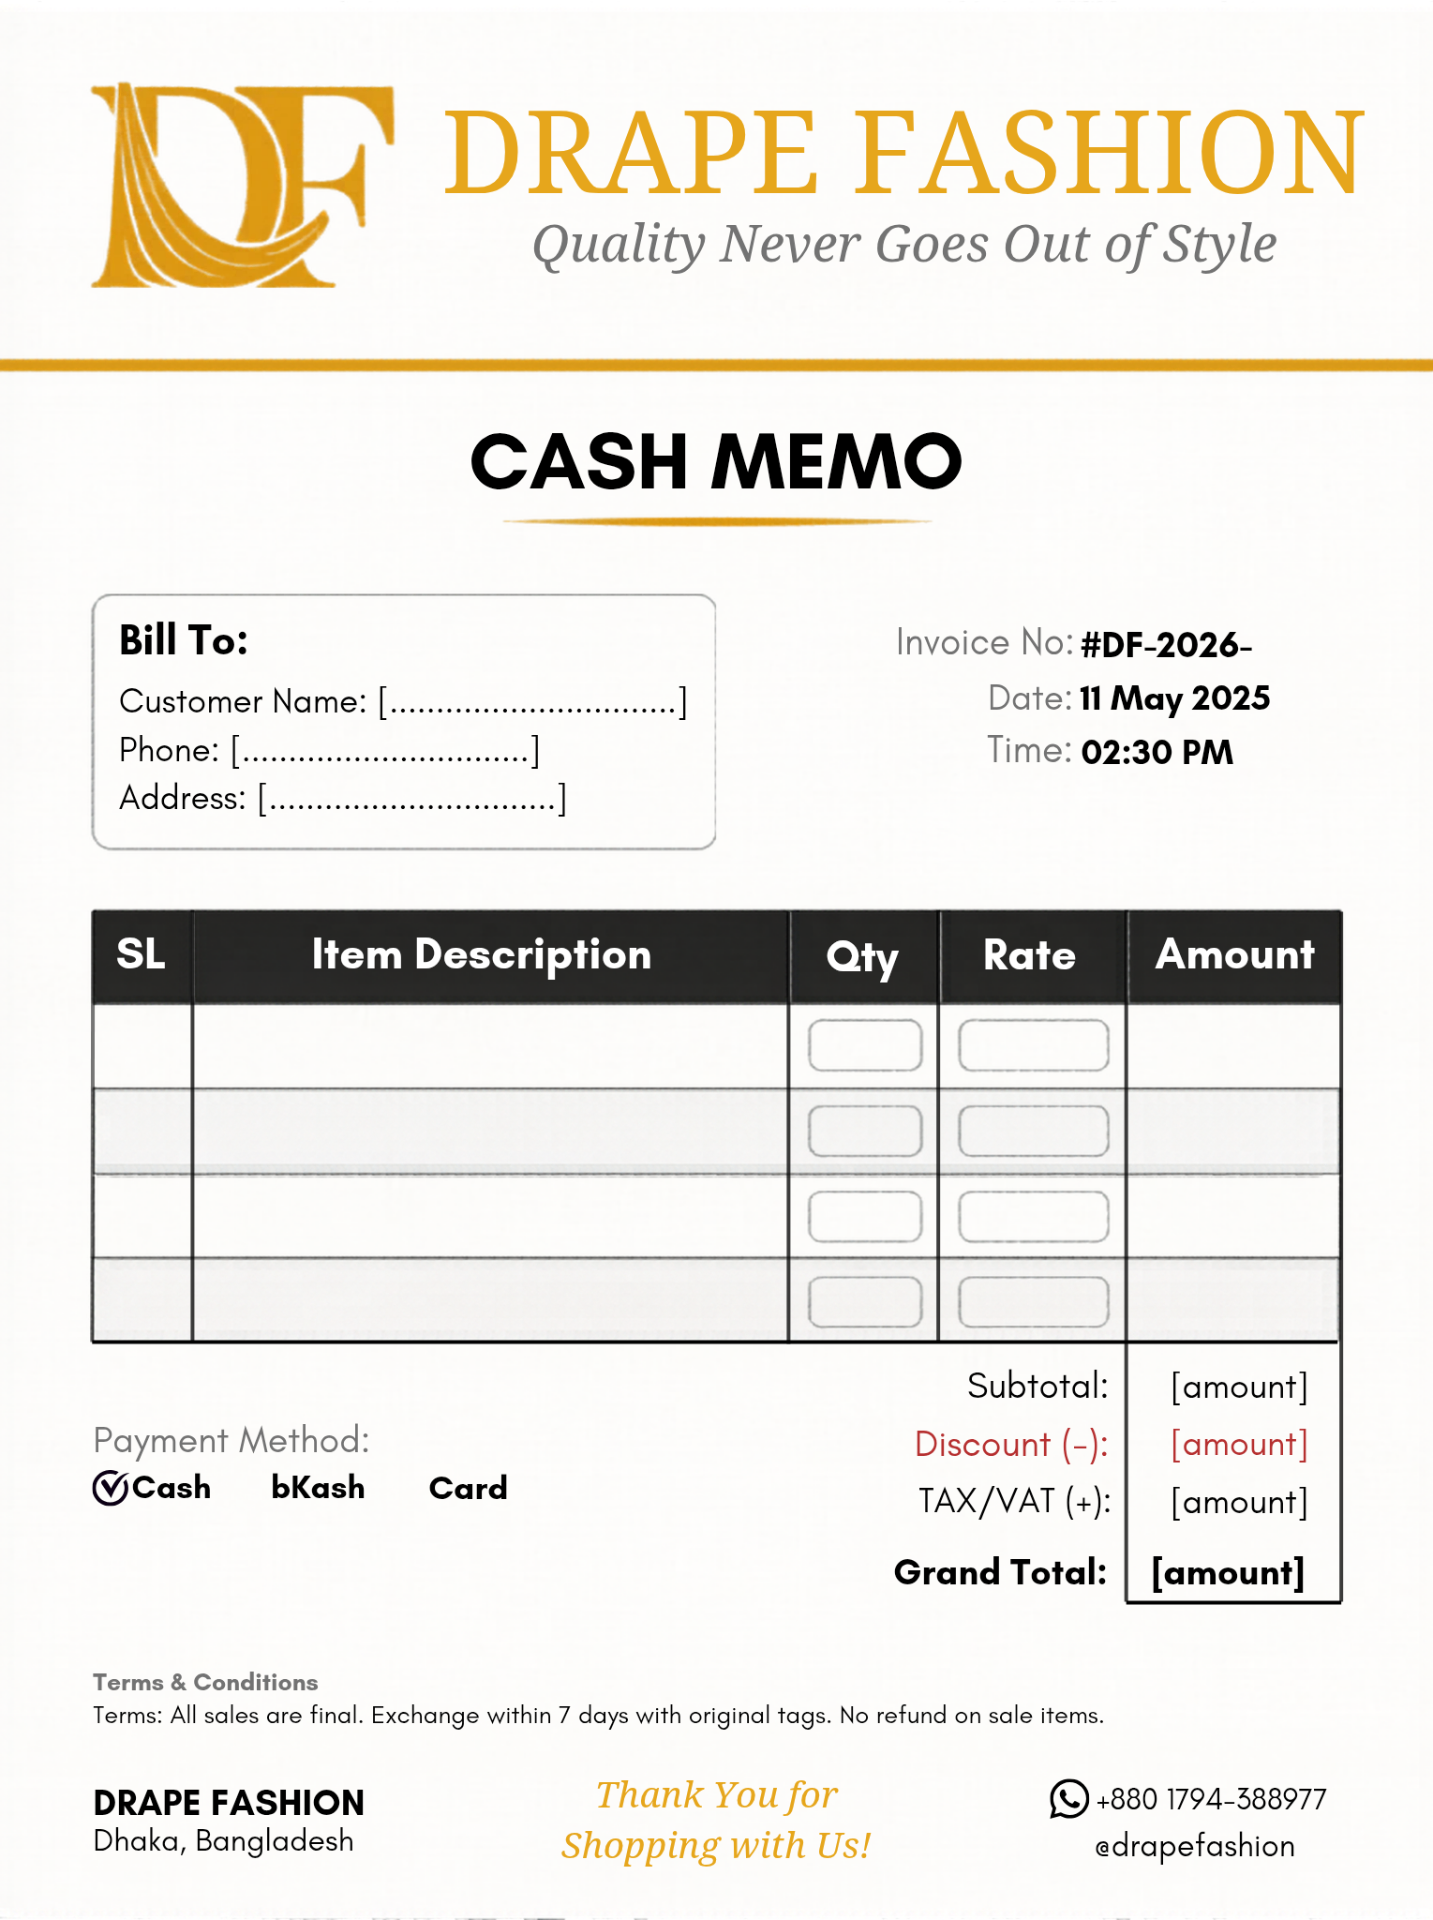 DF
DRAPE FASHION
Quality Never Goes Out of Style
CASH MEMO
Bill To:
Customer Name: [...............................]
Phone: [...............................]
Address: [...............................]
Invoice No: #DF-2026-
Date: 11 May 2025
Time: 02:30 PM
SL Item Description Qty Rate Amount
Subtotal: [amount]
Discount (-): [amount]
TAX/VAT (+): [amount]
Grand Total: [amount]
Payment Method:
Cash bKash Card
Terms & Conditions
Terms: All sales are final. Exchange within 7 days with original tags. No refund on sale items.
DRAPE FASHION
Dhaka, Bangladesh
Thank You for
Shopping with Us!
+880 1794-388977
@drapefashion